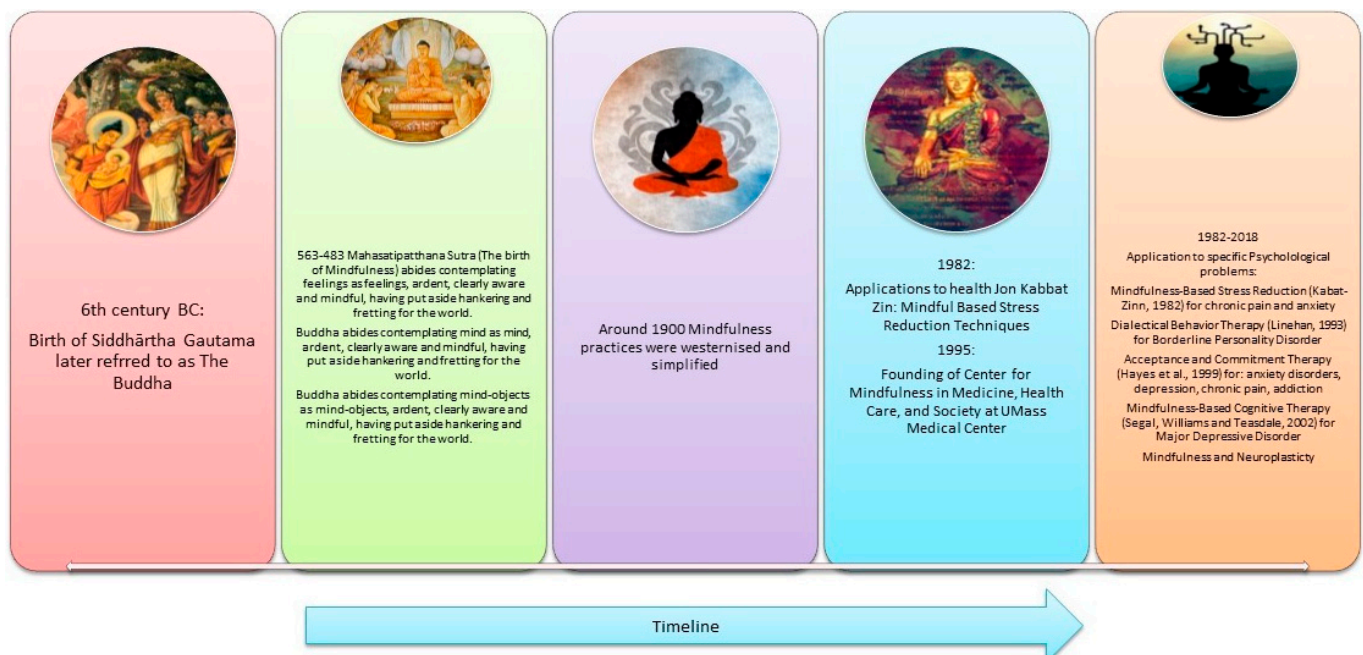 6th century BC:
Birth of Siddhārtha Gautama
later refrred to as The
Buddha
563-483 Mahasatipatthana Sutra (The birth
of Mindfulness) abides contemplating
feelings as feelings, ardent, clearly aware
and mindful, having put aside hankering and
fretting for the world.
Buddha abides contemplating mind as mind,
ardent, clearly aware and mindful, having
put aside hankering and fretting for the
world.
Buddha abides contemplating mind-objects
as mind-objects, ardent, clearly aware and
mindful, having put aside hankering and
fretting for the world.
Around 1900 Mindfulness
practices were westernised and
simplified
1982:
Applications to health Jon Kabbat
Zin: Mindful Based Stress
Reduction Techniques
1995:
Founding of Center for
Mindfulness in Medicine, Health
Care, and Society at UMass
Medical Center
1982-2018
Application to specific Psycholological
problems:
Mindfulness-Based Stress Reduction (Kabat-
Zinn, 1982) for chronic pain and anxiety
Dialectical Behavior Therapy (Linehan, 1993)
for Borderline Personality Disorder
Acceptance and Commitment Therapy
(Hayes et al., 1999) for: anxiety disorders,
depression, chronic pain, addiction
Mindfulness-Based Cognitive Therapy
(Segal, Williams and Teasdale, 2002) for
Major Depressive Disorder
Mindfulness and Neuroplasticty
Timeline